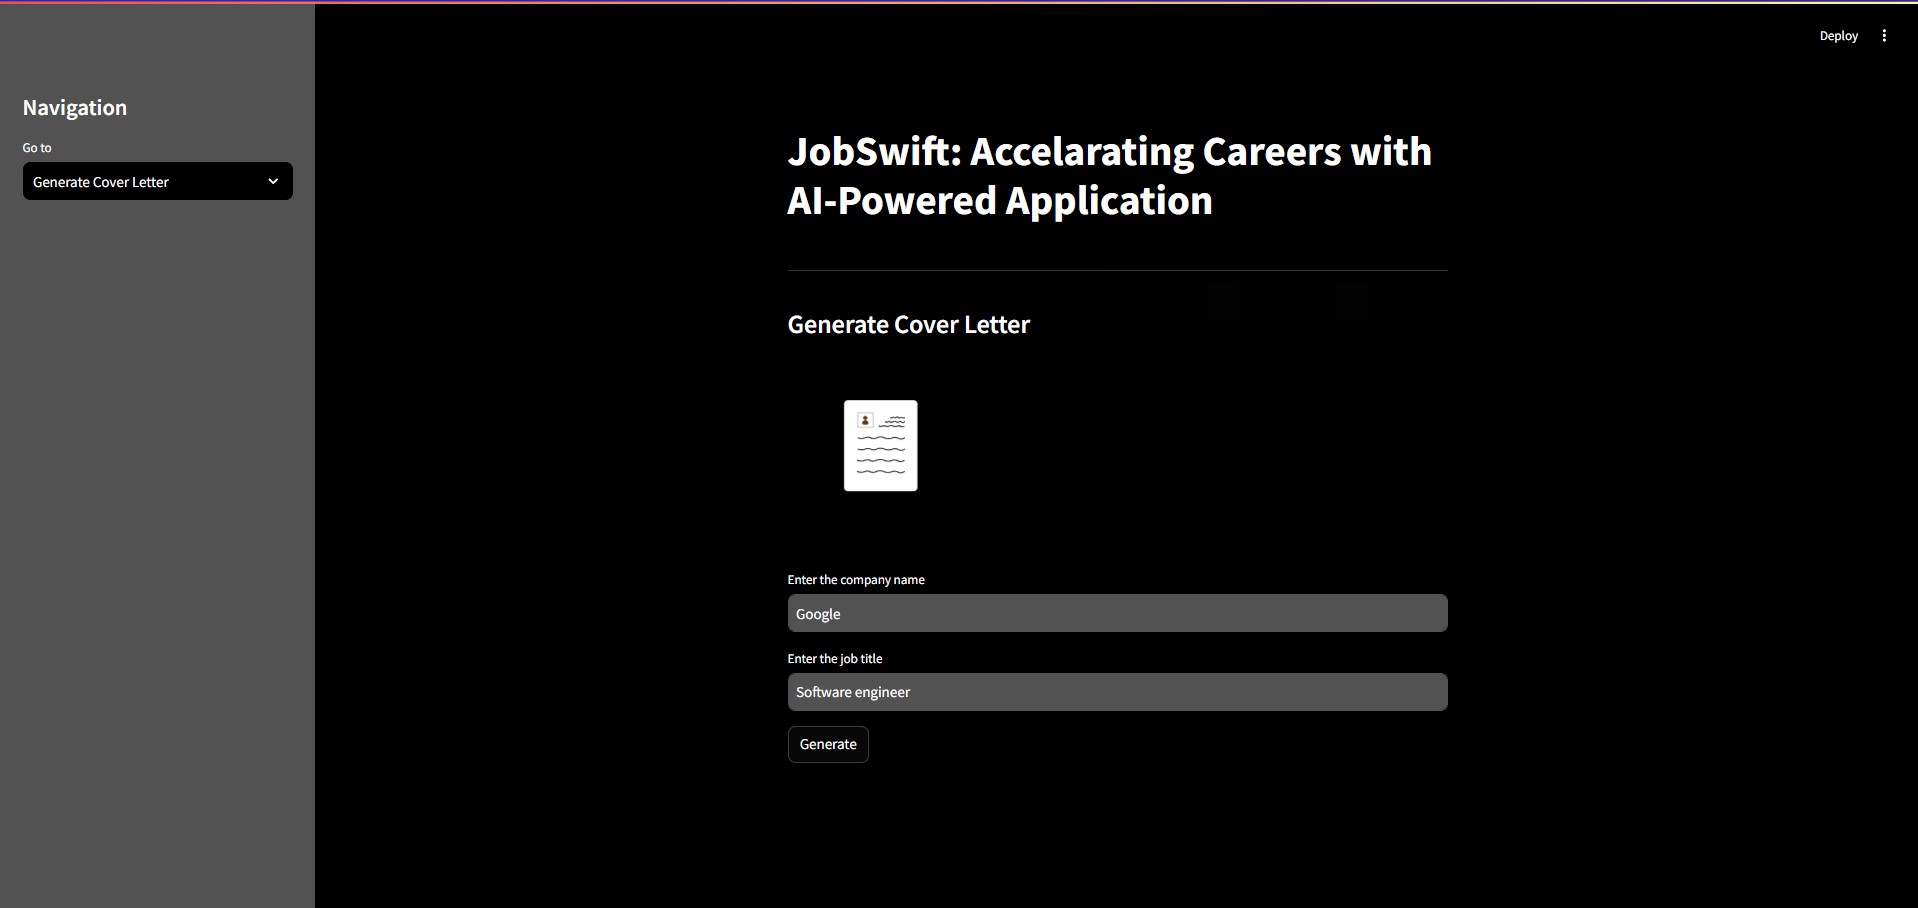 Deploy
Navigation
Go to
Generate Cover Letter
JobSwift: Accelarating Careers with
AI-Powered Application
Generate Cover Letter
Enter the company name
Google
Enter the job title
Software engineer
Generate